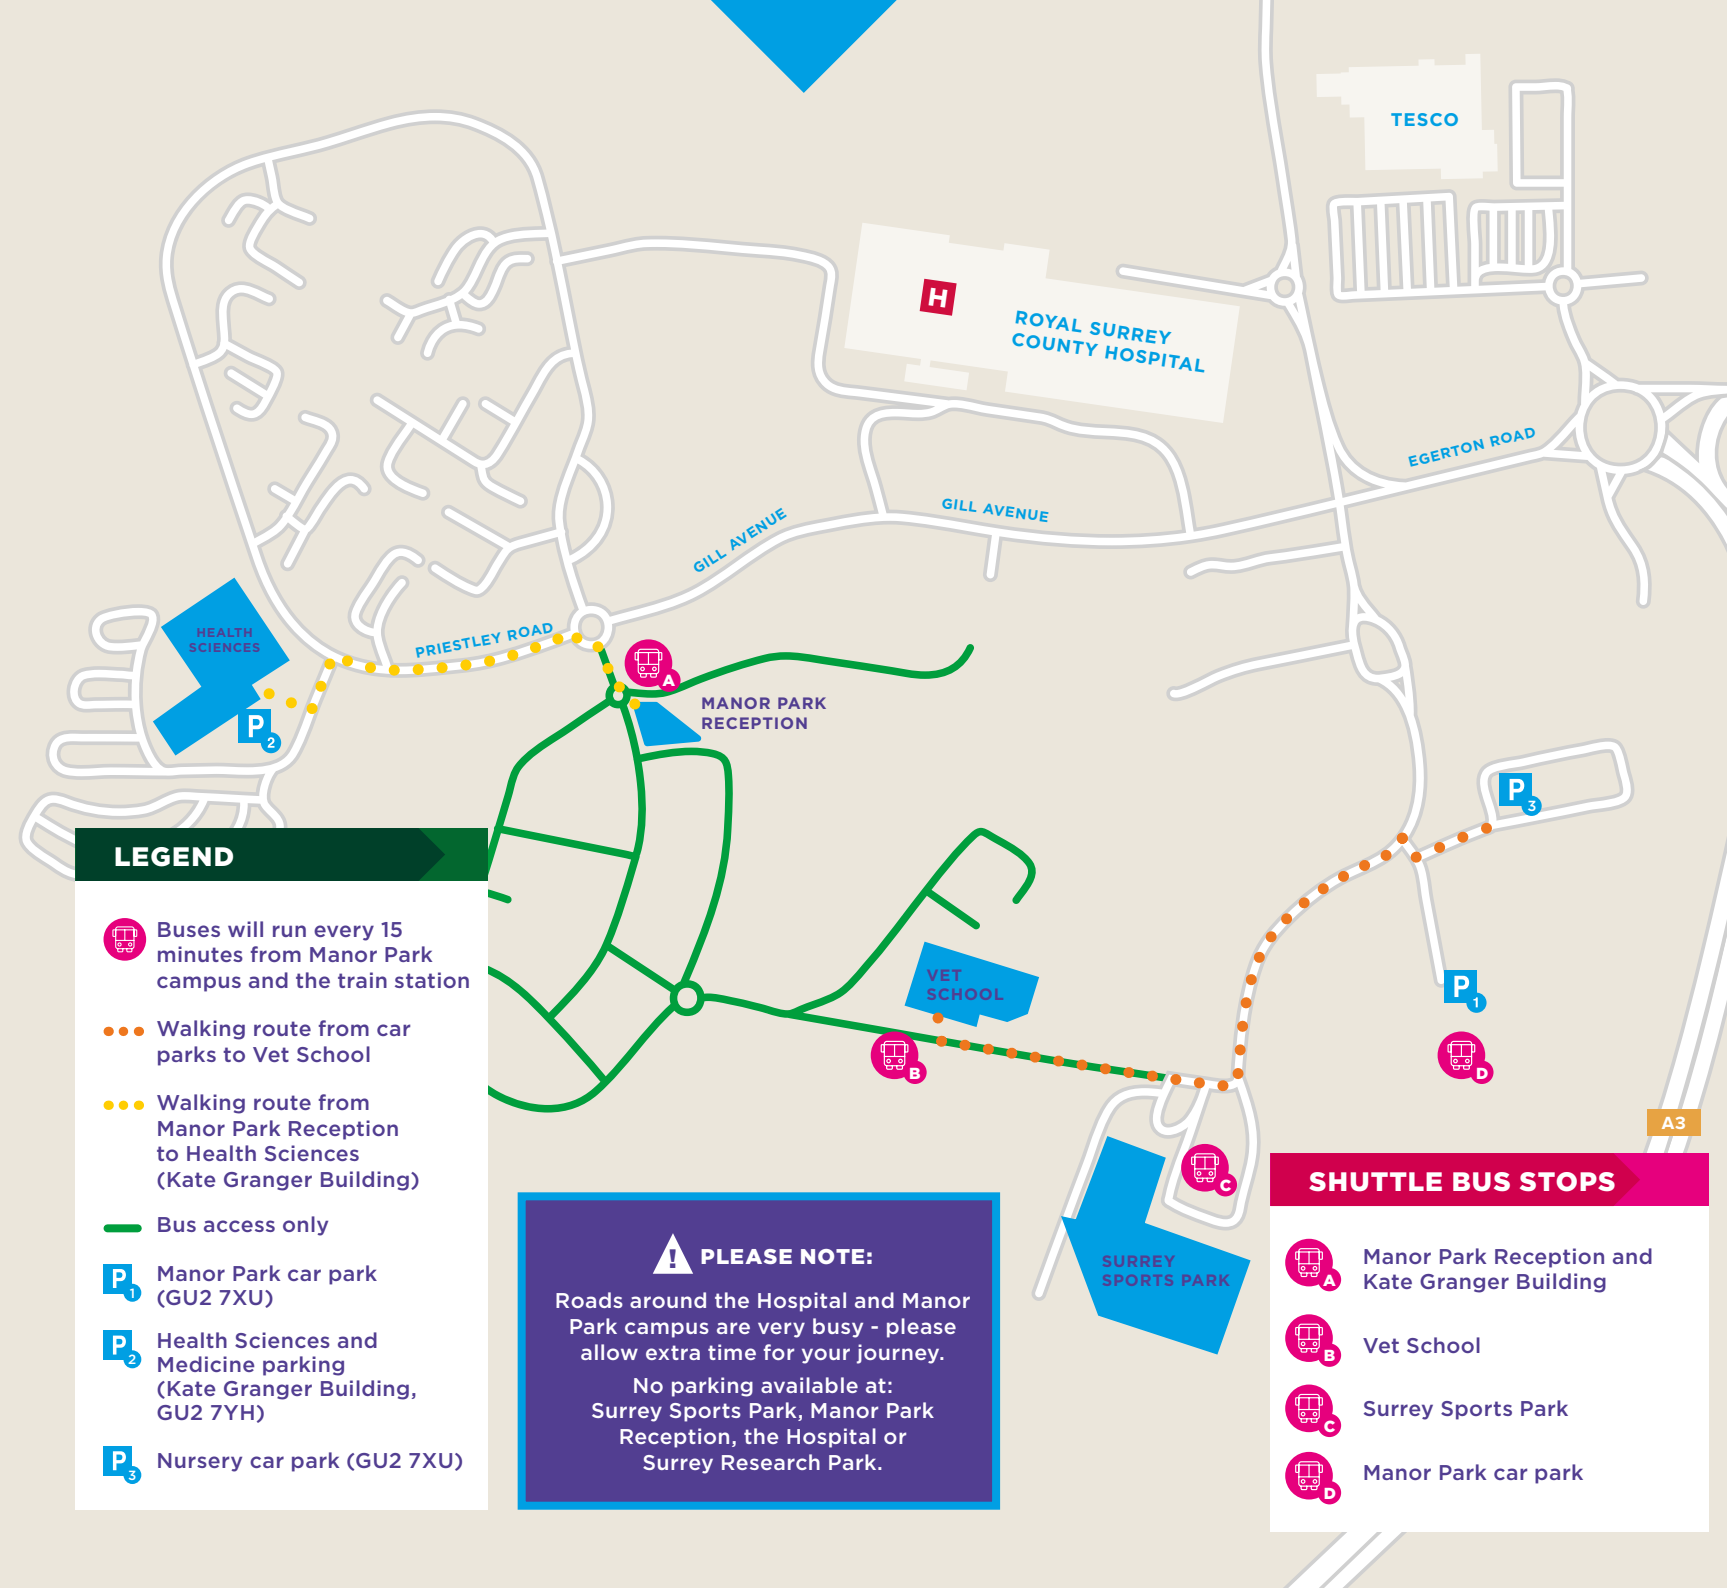 TESCO
H
ROYAL SURREY
COUNTY HOSPITAL
EGERTON ROAD
GILL AVENUE
GILL AVENUE
PRIESTLEY ROAD
HEALTH
SCIENCES
P
2
A
MANOR PARK
RECEPTION
P
3
VET
SCHOOL
B
P
1
D
C
A3
SURREY
SPORTS PARK
LEGEND
Buses will run every 15
minutes from Manor Park
campus and the train station
Walking route from car
parks to Vet School
Walking route from
Manor Park Reception
to Health Sciences
(Kate Granger Building)
Bus access only
P
1
Manor Park car park
(GU2 7XU)
P
2
Health Sciences and
Medicine parking
(Kate Granger Building,
GU2 7YH)
P
3
Nursery car park (GU2 7XU)
! PLEASE NOTE:
Roads around the Hospital and Manor
Park campus are very busy - please
allow extra time for your journey.
No parking available at:
Surrey Sports Park, Manor Park
Reception, the Hospital or
Surrey Research Park.
SHUTTLE BUS STOPS
A
Manor Park Reception and
Kate Granger Building
B
Vet School
C
Surrey Sports Park
D
Manor Park car park